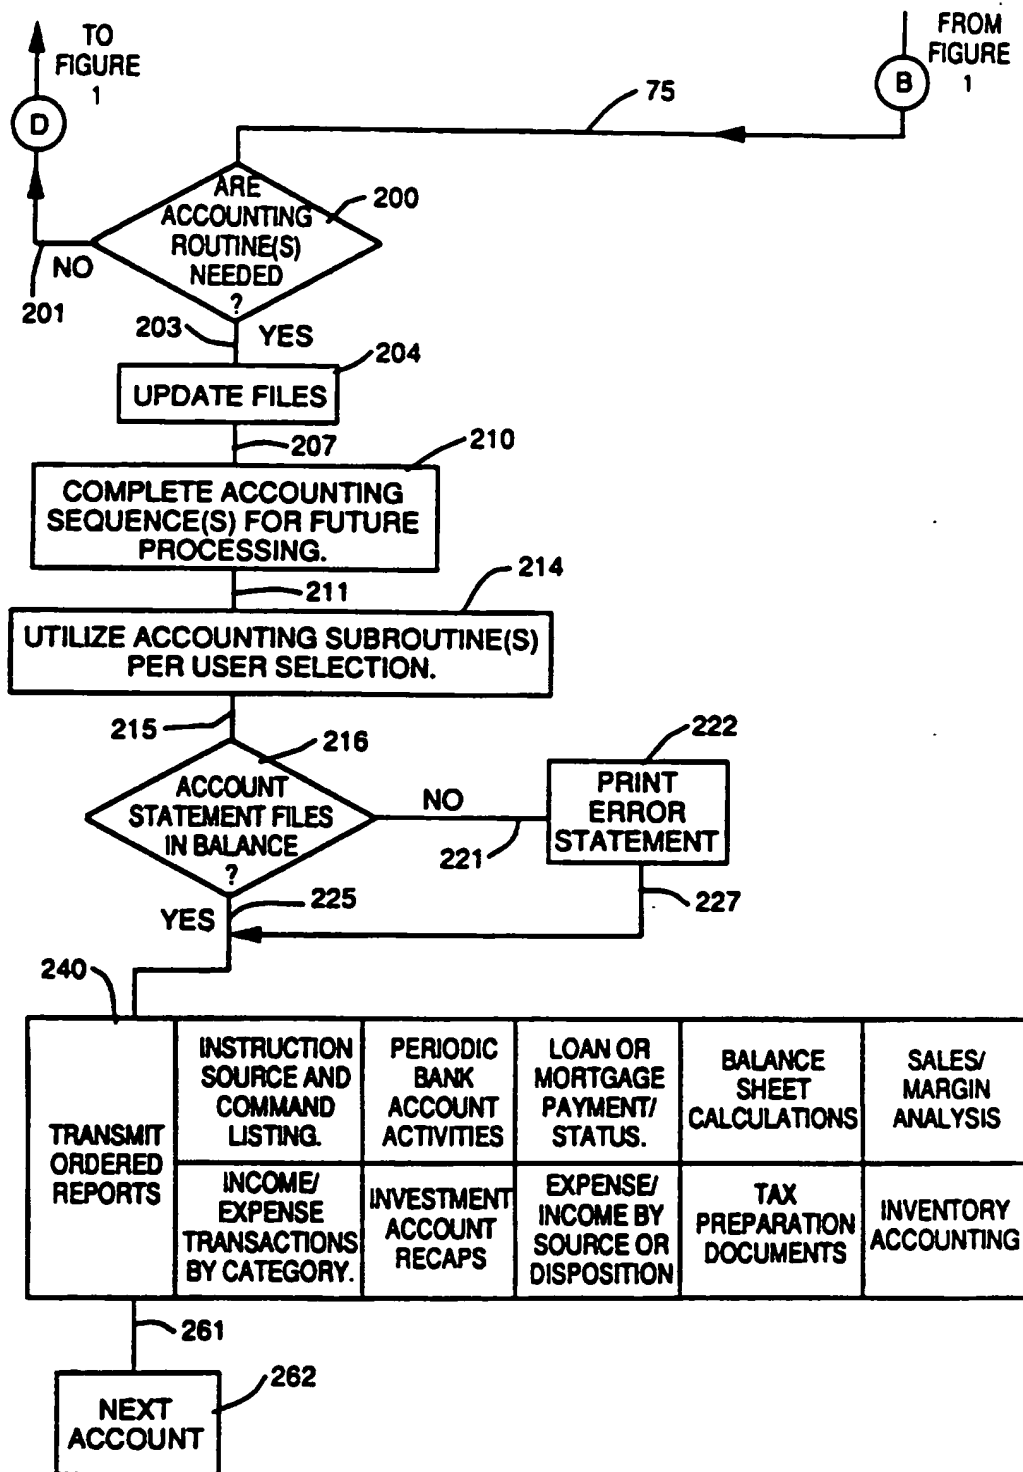 TO
FIGURE
1
D
FROM
FIGURE
1
B
75
ARE
ACCOUNTING
ROUTINE(S)
NEEDED
?
200
NO
201
203
YES
204
UPDATE FILES
207
210
COMPLETE ACCOUNTING
SEQUENCE(S) FOR FUTURE
PROCESSING.
211
214
UTILIZE ACCOUNTING SUBROUTINE(S)
PER USER SELECTION.
215
216
ACCOUNT
STATEMENT FILES
IN BALANCE
?
NO
221
222
PRINT
ERROR
STATEMENT
227
YES
225
240
TRANSMIT
ORDERED
REPORTS
INSTRUCTION
SOURCE AND
COMMAND
LISTING.
PERIODIC
BANK
ACCOUNT
ACTIVITIES
LOAN OR
MORTGAGE
PAYMENT/
STATUS.
BALANCE
SHEET
CALCULATIONS
SALES/
MARGIN
ANALYSIS
INCOME/
EXPENSE
TRANSACTIONS
BY CATEGORY.
INVESTMENT
ACCOUNT
RECAPS
EXPENSE/
INCOME BY
SOURCE OR
DISPOSITION
TAX
PREPARATION
DOCUMENTS
INVENTORY
ACCOUNTING
261
262
NEXT
ACCOUNT